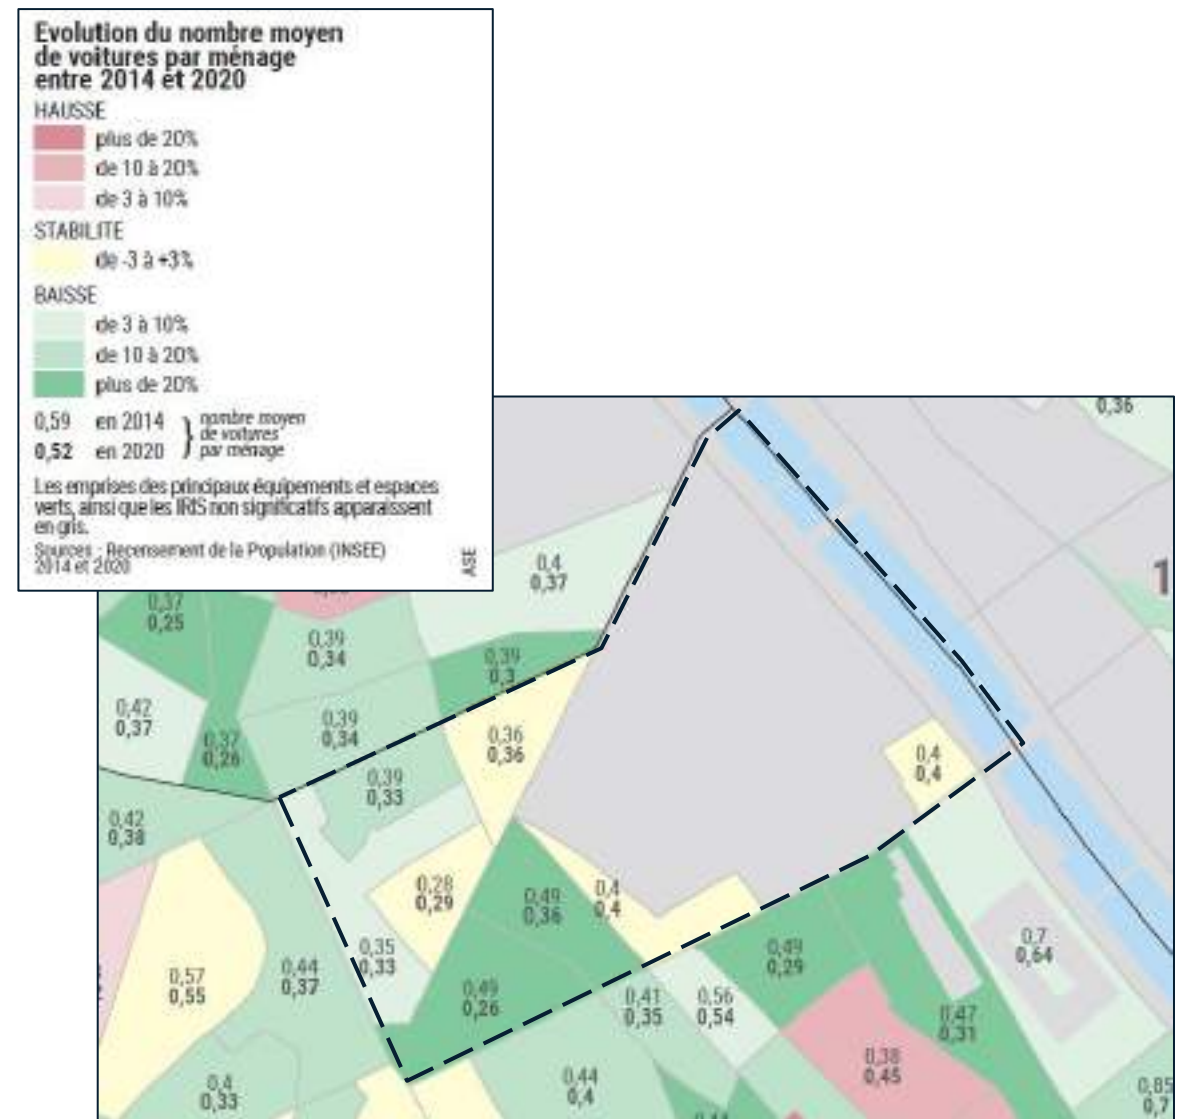 Evolution du nombre moyen
de voitures par ménage
entre 2014 et 2020
HAUSSE
plus de 20%
de 10 à 20%
de 3 à 10%
STABILITE
de -3 à +3%
BAISSE
de 3 à 10%
de 10 à 20%
plus de 20%
0,59 en 2014
0,52 en 2020
nombre moyen
de voitures
par ménage
Les emprises des principaux équipements et espaces
verts, ainsi que les IRIS non significatifs apparaissent
en gris.
Sources : Recensement de la Population (INSEE)
2014 et 2020
ASE
0,36
0,4
0,37
1
0,37
0,25
0,39
0,34
0,39
0,3
0,42
0,37
0,37
0,26
0,39
0,34
0,36
0,36
0,4
0,4
0,39
0,33
0,42
0,38
0,28
0,29
0,49
0,36
0,4
0,4
0,57
0,55
0,44
0,37
0,35
0,33
0,49
0,26
0,41
0,35
0,56
0,54
0,49
0,29
0,7
0,64
0,47
0,31
0,38
0,45
0,4
0,33
0,44
0,4
0,85
0,7